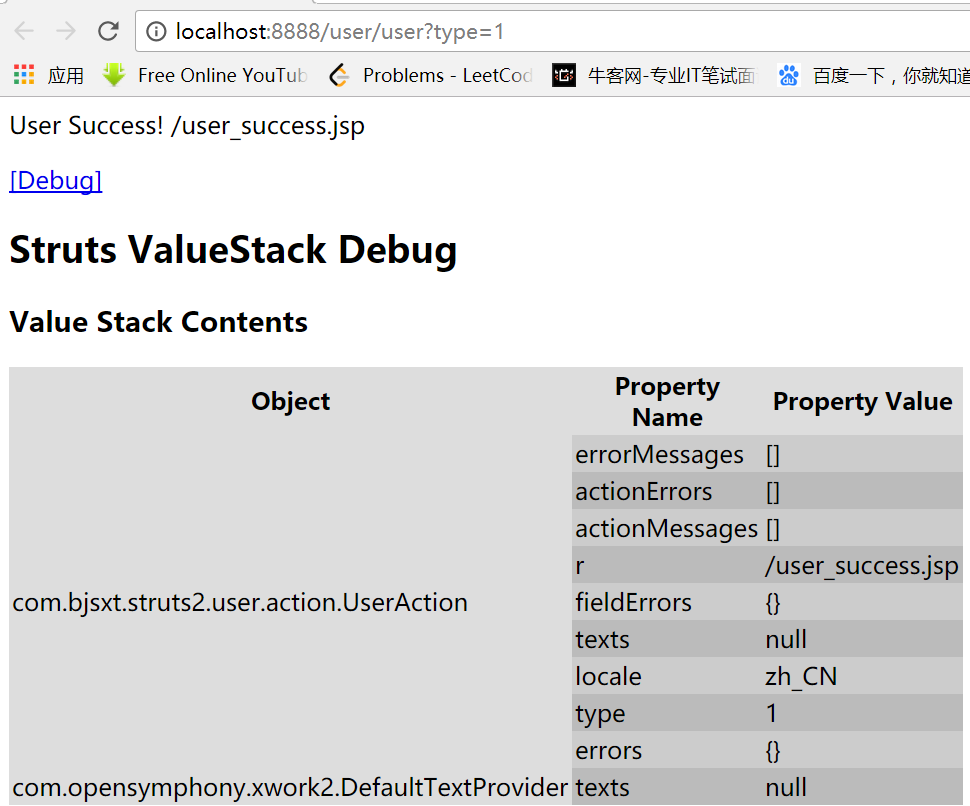 localhost:8888/user/user?type=1
应用 Free Online YouTub Problems - LeetCod 牛客网-专业IT笔试面 百度一下，你就知道
User Success! /user_success.jsp
[Debug]
Struts ValueStack Debug
Value Stack Contents
Object Property Name Property Value
errorMessages []
actionErrors []
actionMessages []
r /user_success.jsp
com.bjsxt.struts2.user.action.UserAction fieldErrors {}
texts null
locale zh_CN
type 1
errors {}
com.opensymphony.xwork2.DefaultTextProvider texts null